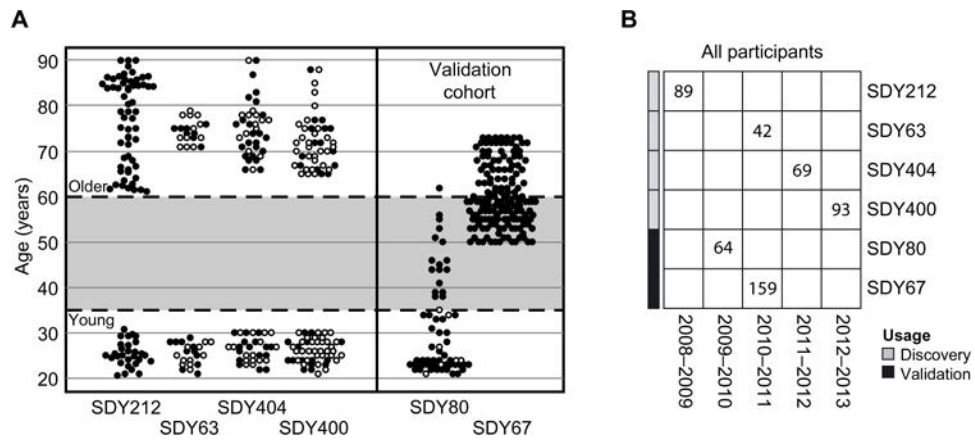 A
Age (years)
90
80
70
60
50
40
30
20
Older
Young
Validation
cohort
SDY212
SDY63
SDY404
SDY400
SDY80
SDY67
B
All participants
89
SDY212
42
SDY63
69
SDY404
93
SDY400
64
SDY80
159
SDY67
2008–2009
2009–2010
2010–2011
2011–2012
2012–2013
Usage
Discovery
Validation